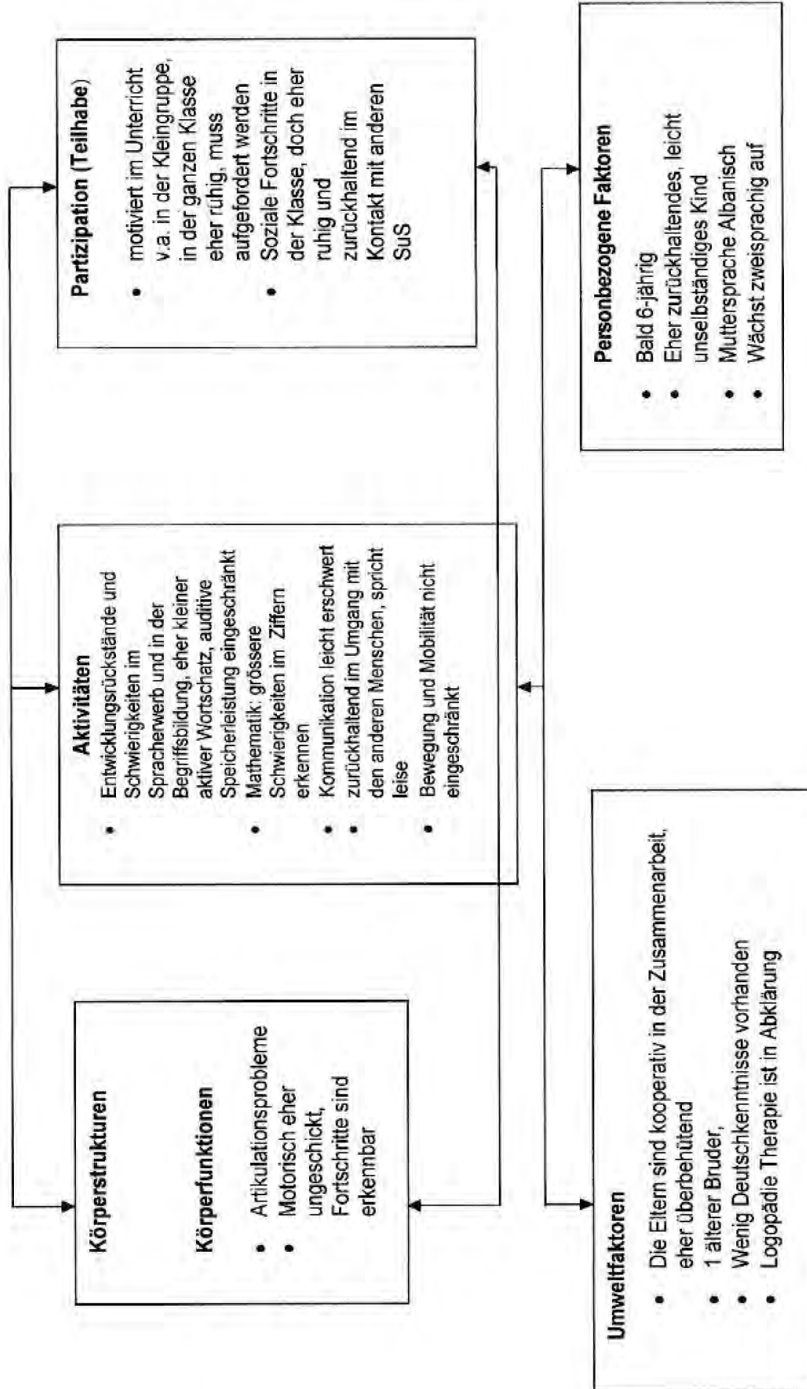 Körperstrukturen
Körperfunktionen
• Artikulationsprobleme
• Motorisch eher
ungeschickt,
Fortschritte sind
erkennbar
Aktivitäten
• Entwicklungsrückstände und
Schwierigkeiten im
Spracherwerb und in der
Begriffsbildung, eher kleiner
aktiver Wortschatz, auditive
Speicherleistung eingeschränkt
• Mathematik: grössere
Schwierigkeiten im Ziffern
erkennen
• Kommunikation leicht erschwert
• zurückhaltend im Umgang mit
den anderen Menschen, spricht
leise
• Bewegung und Mobilität nicht
eingeschränkt
Partizipation (Teilhabe)
• motiviert im Unterricht
v.a. in der Kleingruppe,
in der ganzen Klasse
eher rühig, muss
aufgefordert werden
• Soziale Fortschritte in
der Klasse, doch eher
ruhig und
zurückhaltend im
Kontakt mit anderen
SuS
Umweltfaktoren
• Die Eltern sind kooperativ in der Zusammenarbeit,
eher überbehütend
• 1 älterer Bruder,
• Wenig Deutschkenntnisse vorhanden
• Logopädie Therapie ist in Abklärung
Personbezogene Faktoren
• Bald 6-jährig
• Eher zurückhaltendes, leicht
unselbständiges Kind
• Muttersprache Albanisch
• Wächst zweisprachig auf